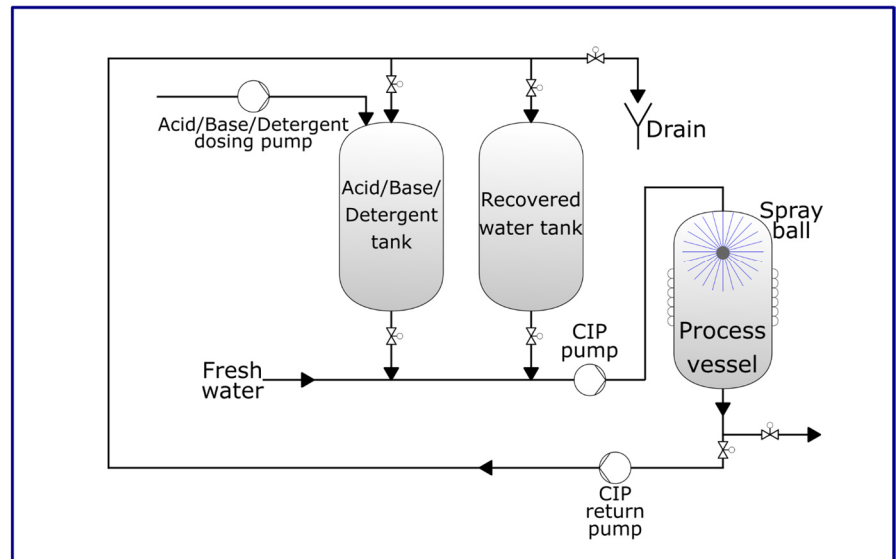 Acid/Base/Detergent
dosing pump
Acid/Base/
Detergent
tank
Recovered
water tank
Drain
Spray
ball
Process
vessel
CIP
pump
Fresh
water
CIP
return
pump